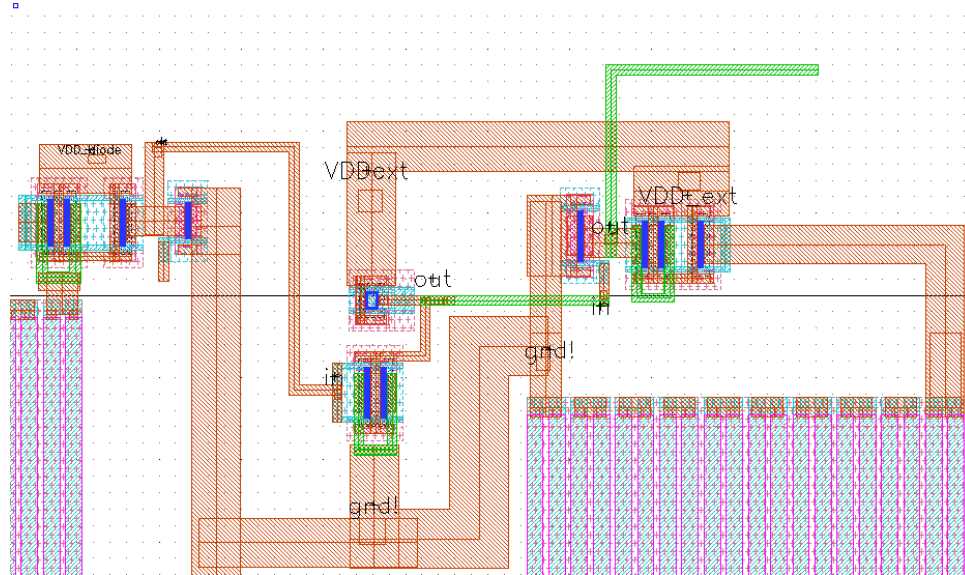 VDD_diode
VDDext
VDD_ext
out
out
in
gnd!
in
gnd!